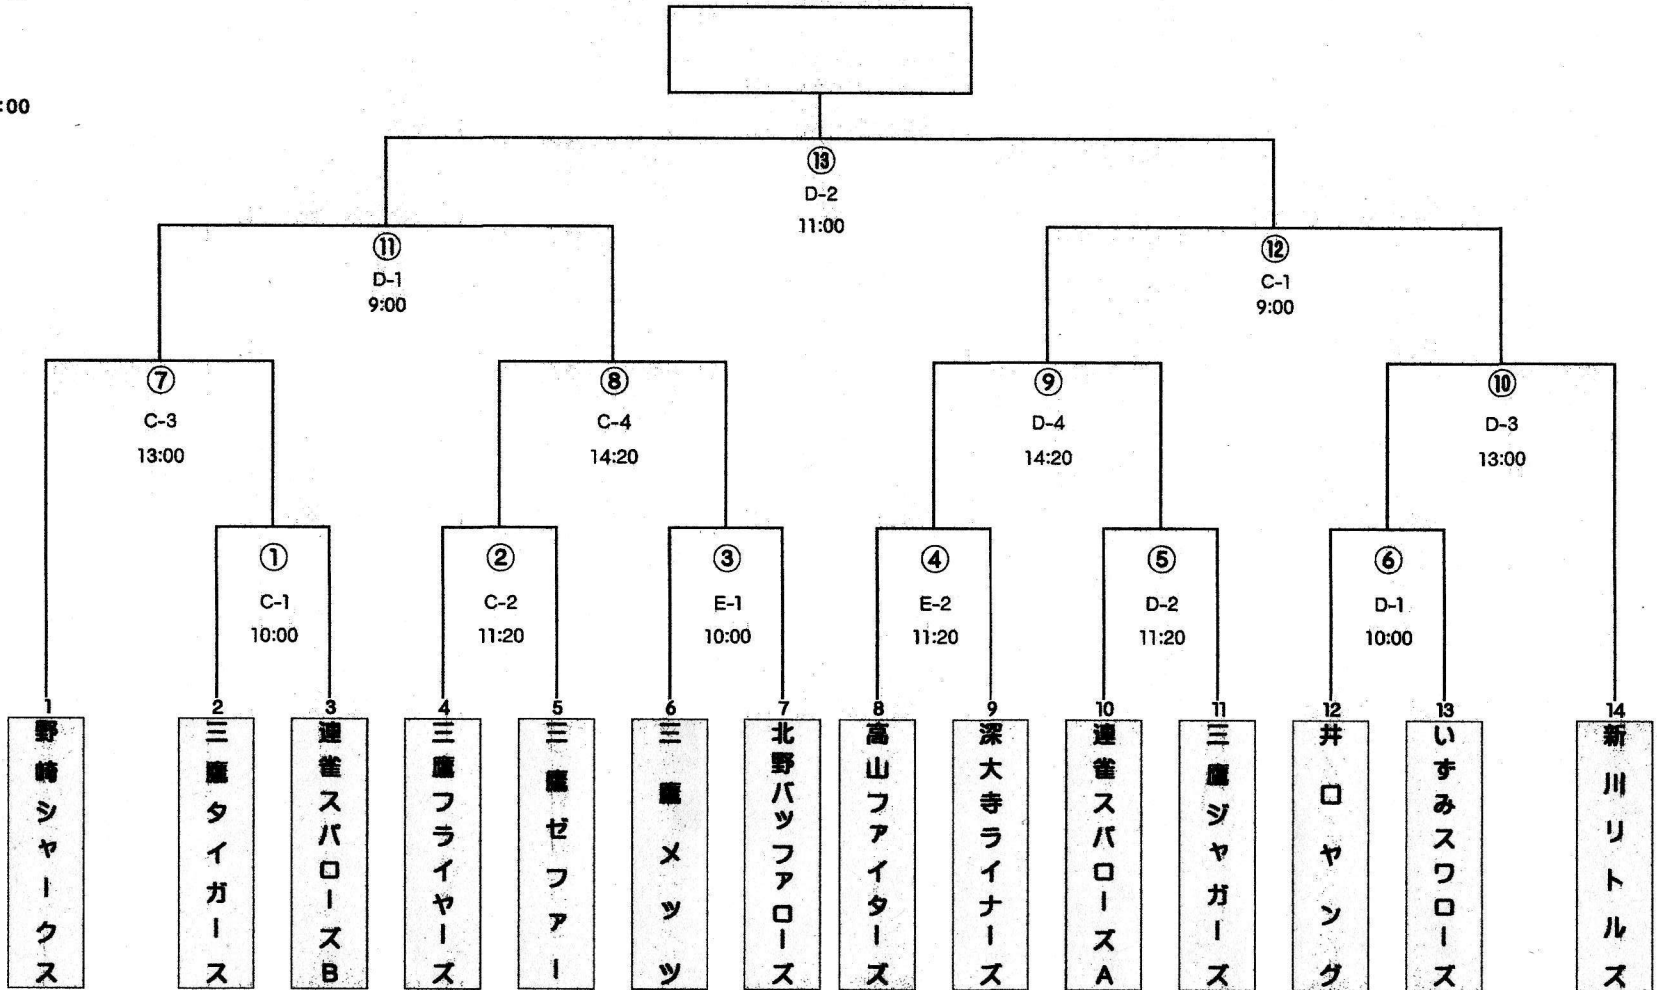 :00
⑬
D-2
11:00
⑪
D-1
9:00
⑫
C-1
9:00
⑦
C-3
13:00
⑧
C-4
14:20
⑨
D-4
14:20
⑩
D-3
13:00
①
C-1
10:00
②
C-2
11:20
③
E-1
10:00
④
E-2
11:20
⑤
D-2
11:20
⑥
D-1
10:00
1
野崎シャークス
2
三鷹タイガース
3
連雀スパローズB
4
三鷹フライヤーズ
5
三鷹ゼファー
6
三鷹メッツ
7
北野バッファローズ
8
高山ファイターズ
9
深大寺ライナーズ
10
連雀スパローズA
11
三鷹ジャガーズ
12
井口ヤング
13
いずみスワローズ
14
新川リトルズ